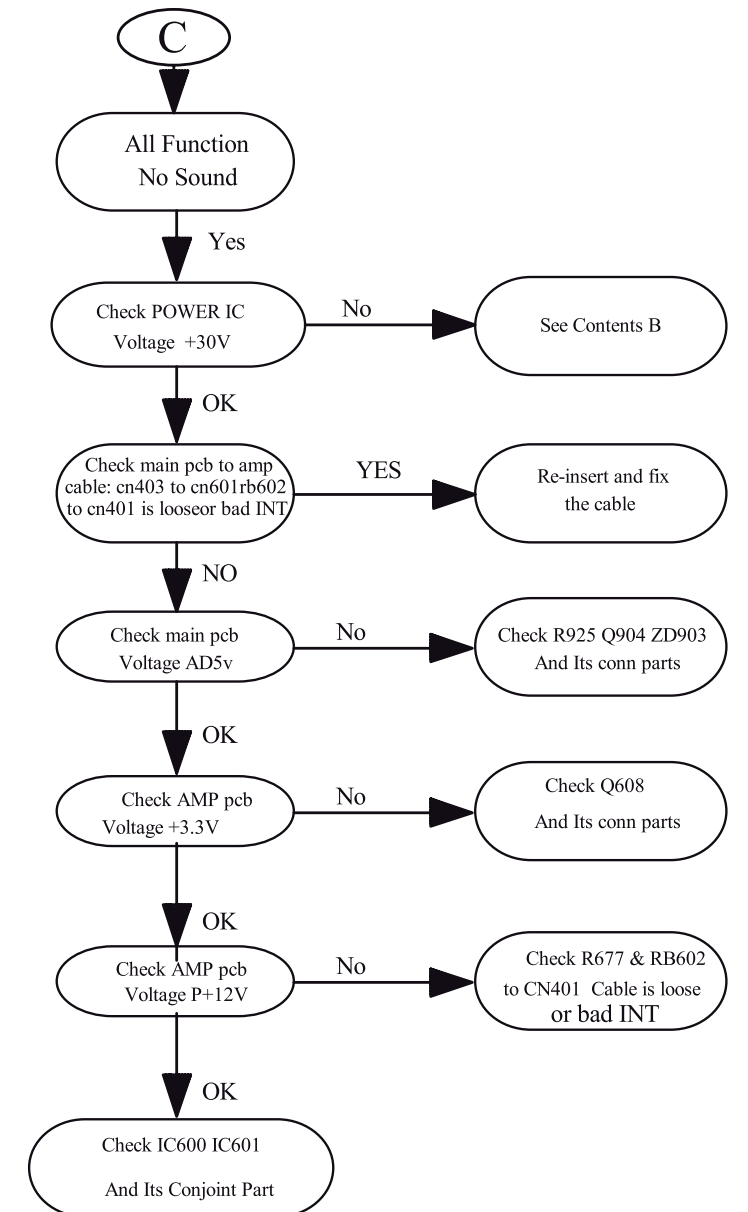 C
All Function
No Sound
Yes
Check POWER IC
Voltage +30V
No
See Contents B
OK
Check main pcb to amp
cable: cn403 to cn601rb602
to cn401 is looseor bad INT
YES
Re-insert and fix
the cable
NO
Check main pcb
Voltage AD5v
No
Check R925 Q904 ZD903
And Its conn parts
OK
Check AMP pcb
Voltage +3.3V
No
Check Q608
And Its conn parts
OK
Check AMP pcb
Voltage P+12V
No
Check R677 & RB602
to CN401 Cable is loose
or bad INT
OK
Check IC600 IC601
And Its Conjoint Part